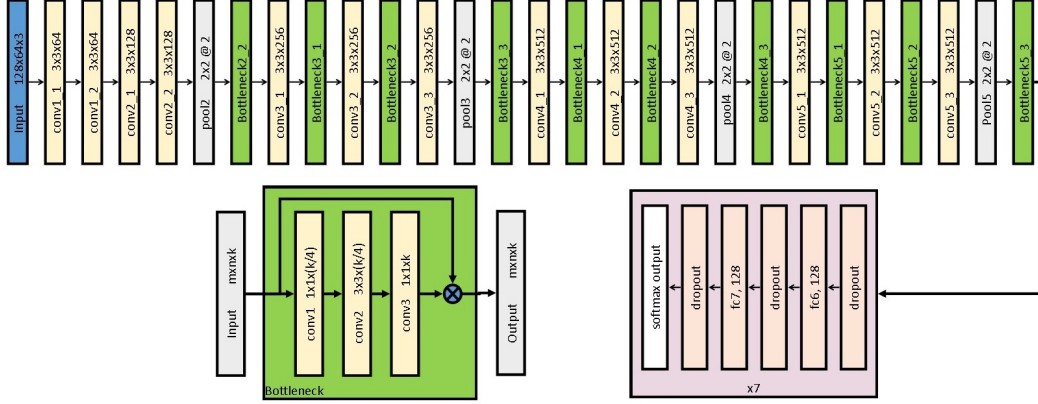 Input 128x64x3
conv1_1 3x3x64
conv1_2 3x3x64
conv2_1 3x3x128
conv2_2 3x3x128
pool2 2x2 @ 2
Bottleneck2_2
conv3_1 3x3x256
Bottleneck3_1
conv3_2 3x3x256
Bottleneck3_2
conv3_3 3x3x256
pool3 2x2 @ 2
Bottleneck3_3
conv4_1 3x3x512
Bottleneck4_1
conv4_2 3x3x512
Bottleneck4_2
conv4_3 3x3x512
pool4 2x2 @ 2
Bottleneck4_3
conv5_1 3x3x512
Bottleneck5_1
conv5_2 3x3x512
Bottleneck5_2
conv5_3 3x3x512
Pool5 2x2 @ 2
Bottleneck5_3
Input mxnxk
conv1 1x1x(k/4)
conv2 3x3x(k/4)
conv3 1x1xk
Output mxnxk
Bottleneck
softmax output
dropout
fc7, 128
dropout
fc6, 128
dropout
x7